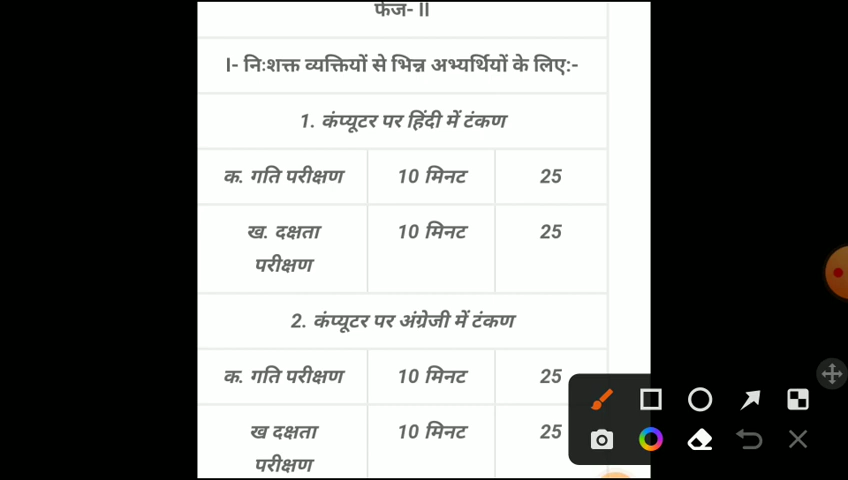 फेज- II
I- निःशक्त व्यक्तियों से भिन्न अभ्यर्थियों के लिए:-
1. कंप्यूटर पर हिंदी में टंकण
क. गति परीक्षण 10 मिनट 25
ख. दक्षता 10 मिनट 25
परीक्षण
2. कंप्यूटर पर अंग्रेजी में टंकण
क. गति परीक्षण 10 मिनट 25
ख दक्षता 10 मिनट 25
परीक्षण